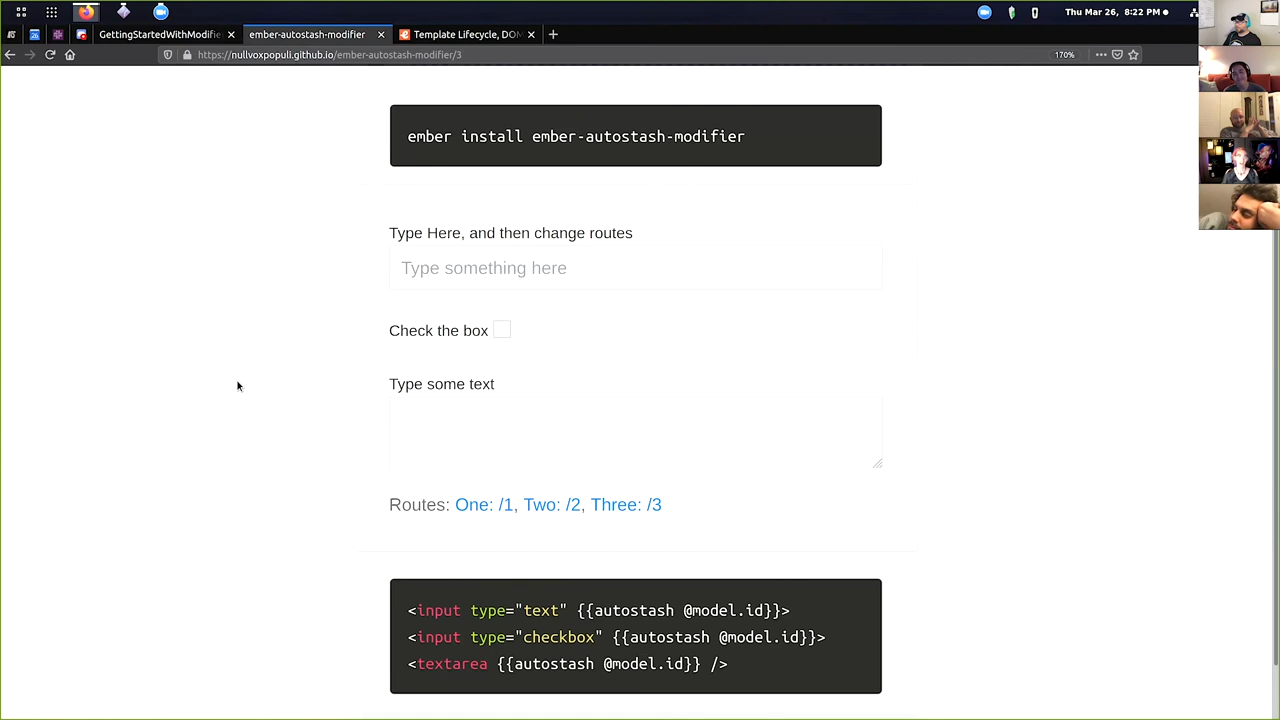 Thu Mar 26, 8:22 PM
GettingStartedWithModifie
ember-autostash-modifier
Template Lifecycle, DOM
26
https://nullvoxpopuli.github.io/ember-autostash-modifier/3
170%
ember install ember-autostash-modifier
Type Here, and then change routes
Type something here
Check the box
Type some text
Routes: One: /1, Two: /2, Three: /3
<input type="text" {{autostash @model.id}}>
<input type="checkbox" {{autostash @model.id}}>
<textarea {{autostash @model.id}} />